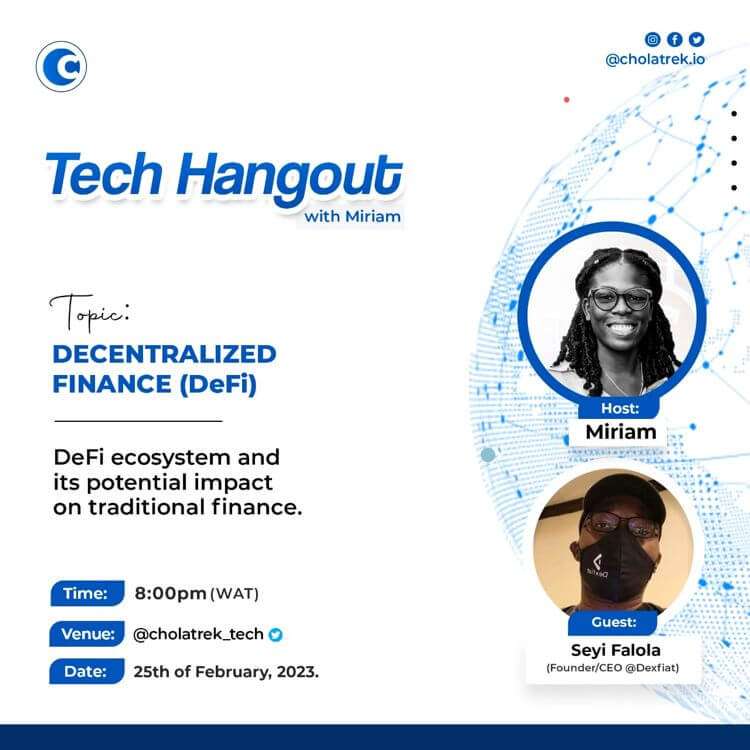 @cholatrek.io
Tech Hangout
with Miriam
Topic:
DECENTRALIZED
FINANCE (DeFi)
DeFi ecosystem and
its potential impact
on traditional finance.
Time: 8:00pm (WAT)
Venue: @cholatrek_tech
Date: 25th of February, 2023.
Host:
Miriam
Dexfiat
Guest:
Seyi Falola
(Founder/CEO @Dexfiat)